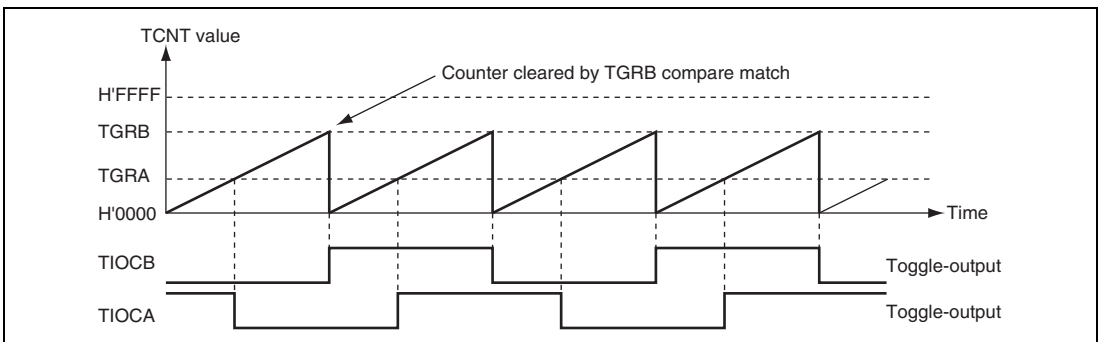 TCNT value
Counter cleared by TGRB compare match
H'FFFF
TGRB
TGRA
H'0000
Time
TIOCB
Toggle-output
TIOCA
Toggle-output